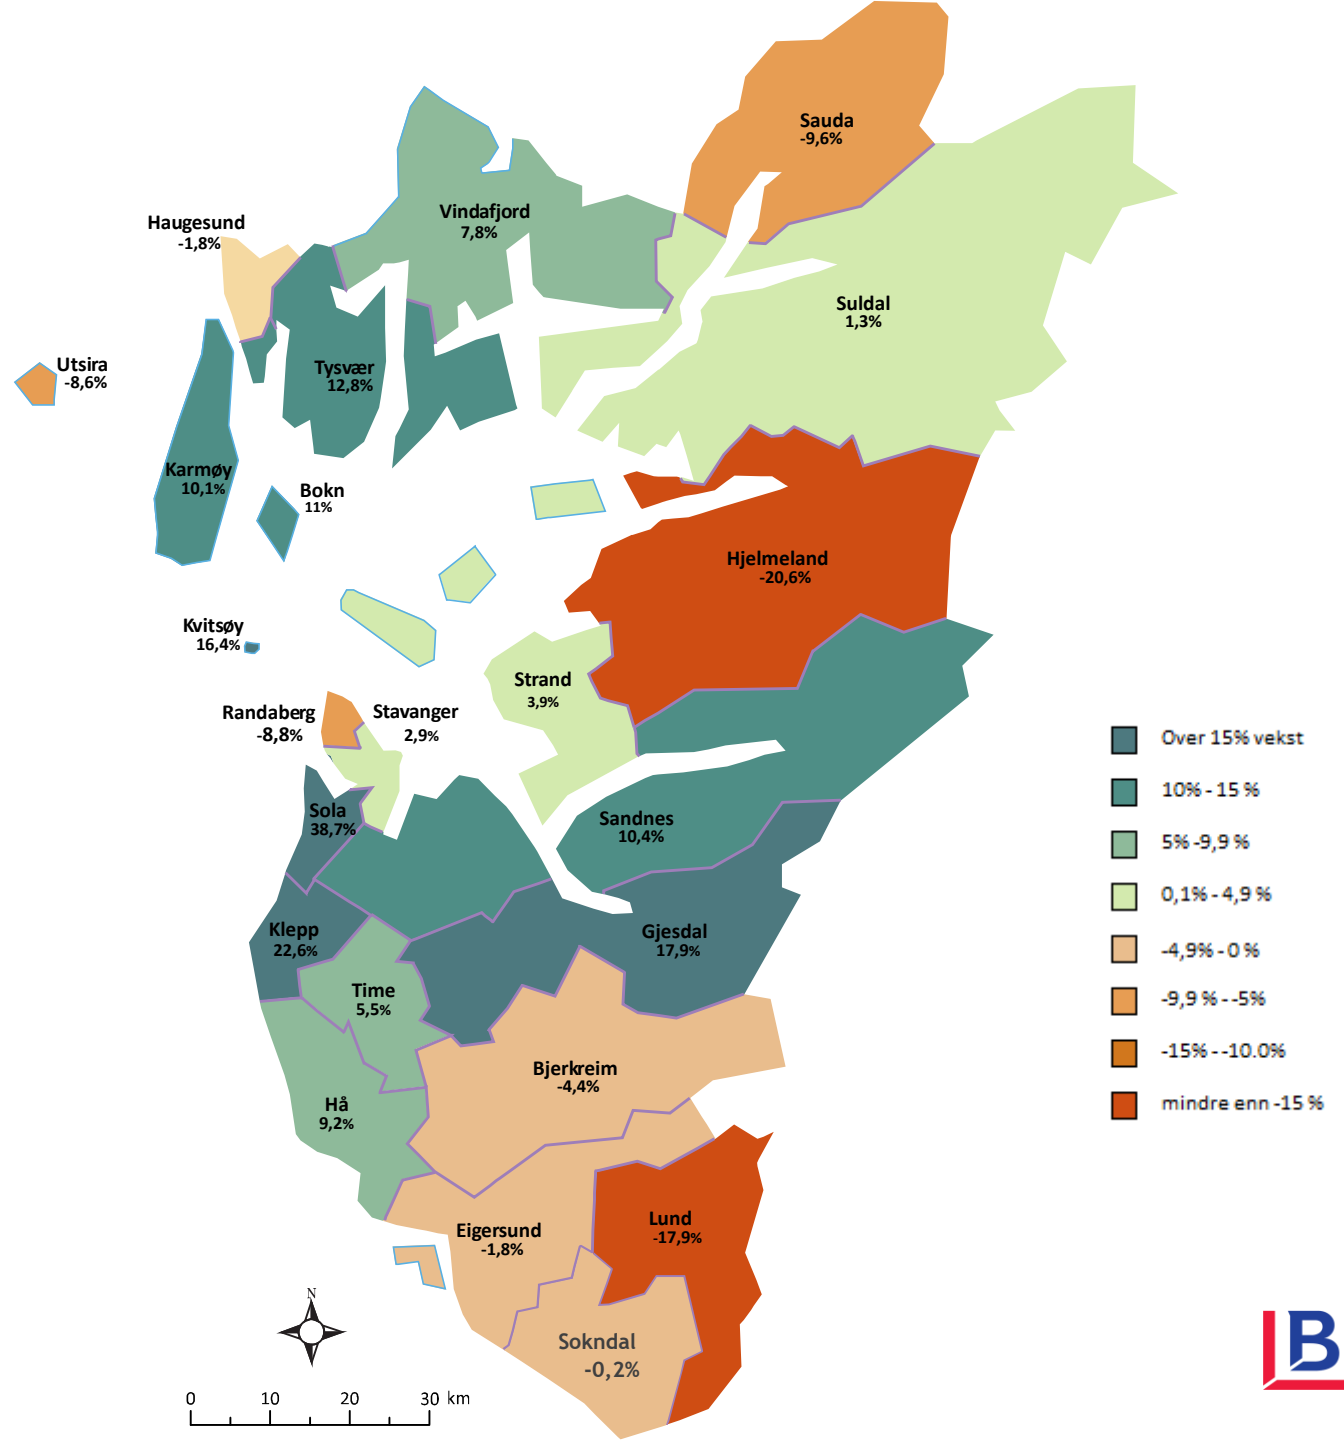 Sauda
-9,6%
Vindafjord
7,8%
Haugesund
-1,8%
Suldal
1,3%
Utsira
-8,6%
Tysvær
12,8%
Karmøy
10,1%
Bokn
11%
Hjelmeland
-20,6%
Kvitsøy
16,4%
Strand
3,9%
Randaberg
-8,8%
Stavanger
2,9%
Sola
38,7%
Sandnes
10,4%
Klepp
22,6%
Gjesdal
17,9%
Time
5,5%
Bjerkreim
-4,4%
Hå
9,2%
Eigersund
-1,8%
Lund
-17,9%
Sokndal
-0,2%
Over 15% vekst
10% - 15 %
5% -9,9 %
0,1% - 4,9 %
-4,9% - 0 %
-9,9 % - -5%
-15% - -10.0%
mindre enn -15 %
N
0 10 20 30 km
B